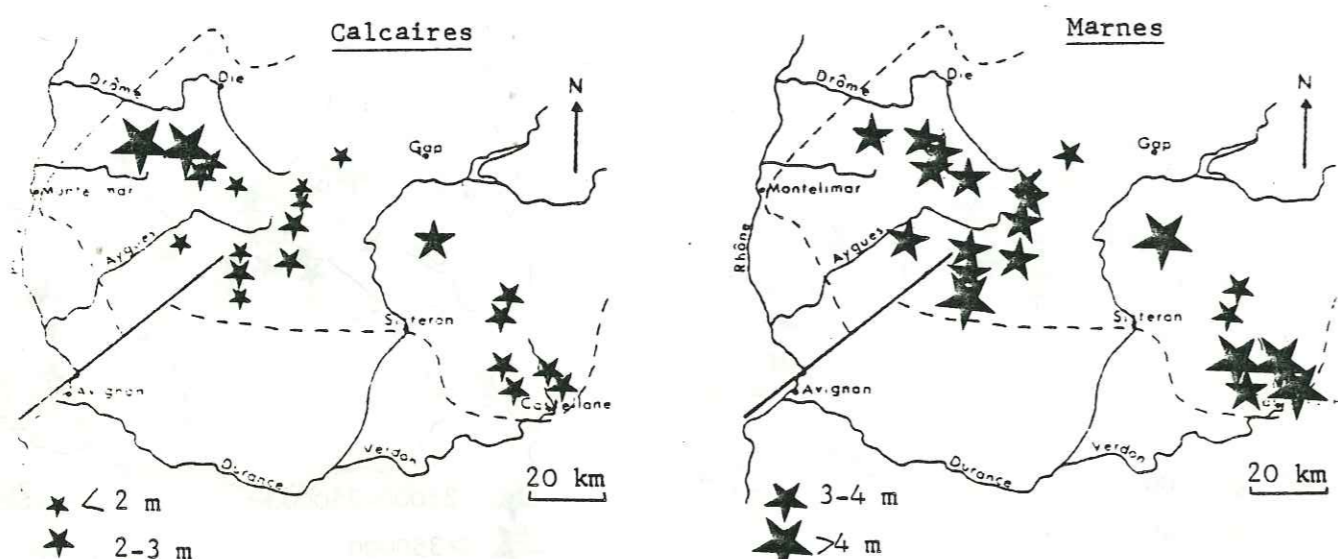 Calcaires
Drôme
Die
N
Gap
Montelimar
Aygues
Sisteron
Avignon
Castellane
Verdon
Durance
20 km
< 2 m
2-3 m
Marnes
Drôme
Die
N
Gap
Montelimar
Rhône
Aygues
Sisteron
Avignon
Verdon
Durance
20 km
3-4 m
>4 m